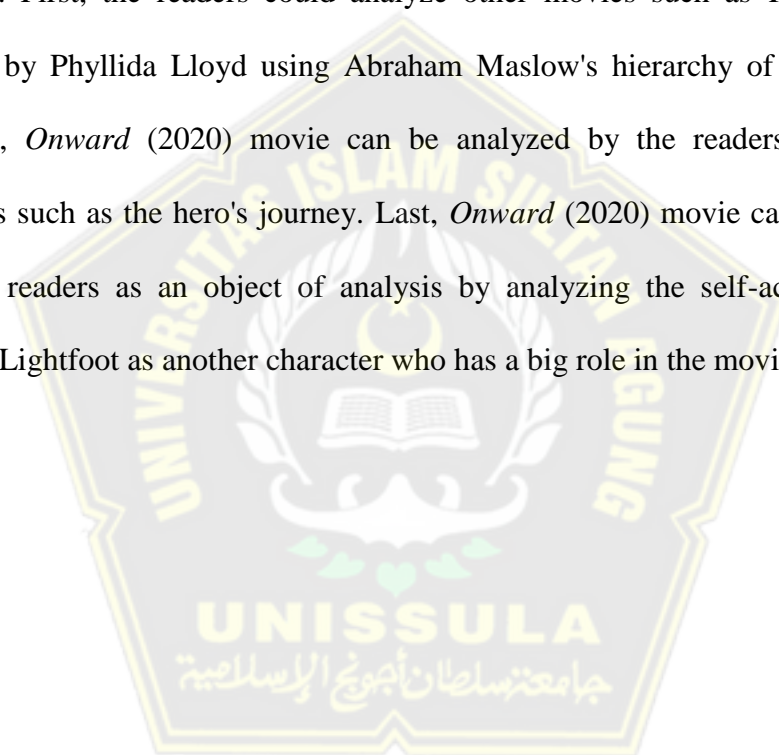 . First, the readers could analyze other movies such as
by Phyllida Lloyd using Abraham Maslow's hierarchy of
, Onward (2020) movie can be analyzed by the readers
s such as the hero's journey. Last, Onward (2020) movie ca
readers as an object of analysis by analyzing the self-ac
Lightfoot as another character who has a big role in the movi
UNIVERSITAS ISLAM SULTAN AGUNG
UNISSULA
جامعتسلطان أجونج الإسلامية